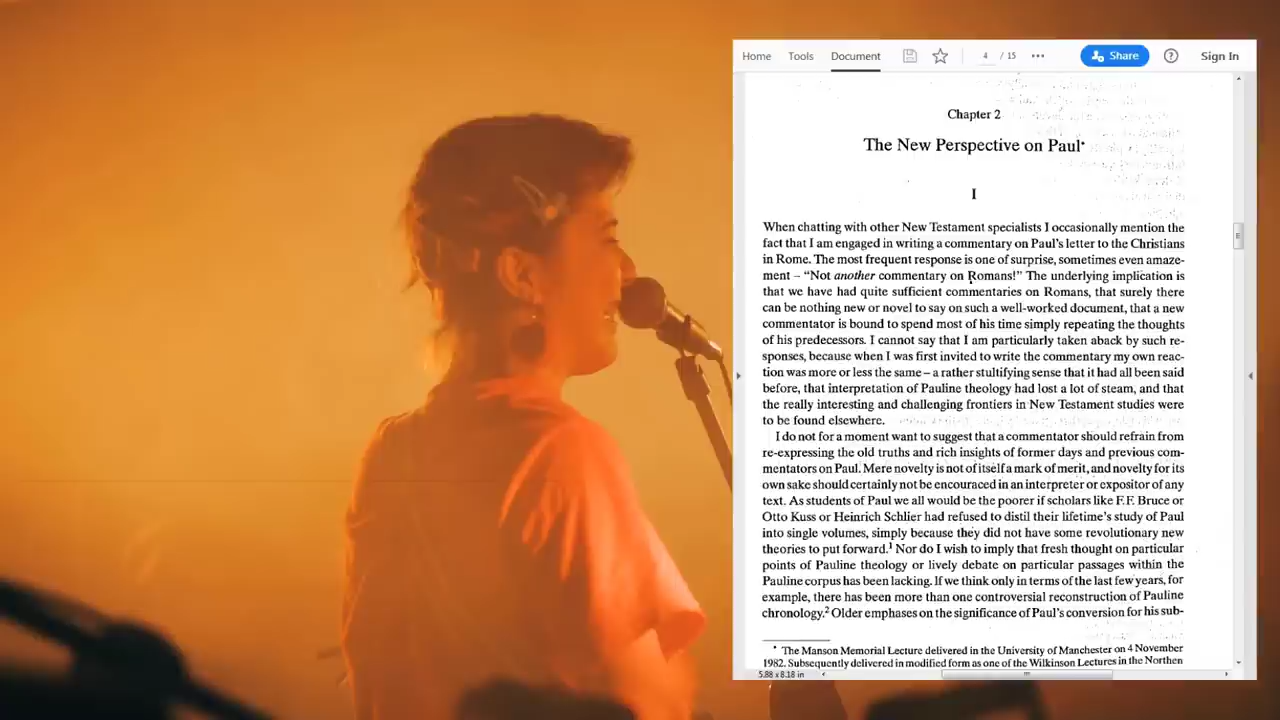 Home Tools Document 4 / 15 Share Sign In
Chapter 2
The New Perspective on Paul*
I
When chatting with other New Testament specialists I occasionally mention the
fact that I am engaged in writing a commentary on Paul's letter to the Christians
in Rome. The most frequent response is one of surprise, sometimes even amaze-
ment – "Not another commentary on Romans!" The underlying implication is
that we have had quite sufficient commentaries on Romans, that surely there
can be nothing new or novel to say on such a well-worked document, that a new
commentator is bound to spend most of his time simply repeating the thoughts
of his predecessors. I cannot say that I am particularly taken aback by such re-
sponses, because when I was first invited to write the commentary my own reac-
tion was more or less the same – a rather stultifying sense that it had all been said
before, that interpretation of Pauline theology had lost a lot of steam, and that
the really interesting and challenging frontiers in New Testament studies were
to be found elsewhere.
I do not for a moment want to suggest that a commentator should refrain from
re-expressing the old truths and rich insights of former days and previous com-
mentators on Paul. Mere novelty is not of itself a mark of merit, and novelty for its
own sake should certainly not be encouraced in an interpreter or expositor of any
text. As students of Paul we all would be the poorer if scholars like F.F. Bruce or
Otto Kuss or Heinrich Schlier had refused to distil their lifetime's study of Paul
into single volumes, simply because they did not have some revolutionary new
theories to put forward.1 Nor do I wish to imply that fresh thought on particular
points of Pauline theology or lively debate on particular passages within the
Pauline corpus has been lacking. If we think only in terms of the last few years, for
example, there has been more than one controversial reconstruction of Pauline
chronology.2 Older emphases on the significance of Paul's conversion for his sub-
* The Manson Memorial Lecture delivered in the University of Manchester on 4 November
1982. Subsequently delivered in modified form as one of the Wilkinson Lectures in the Northen
5.88 x 8.18 in